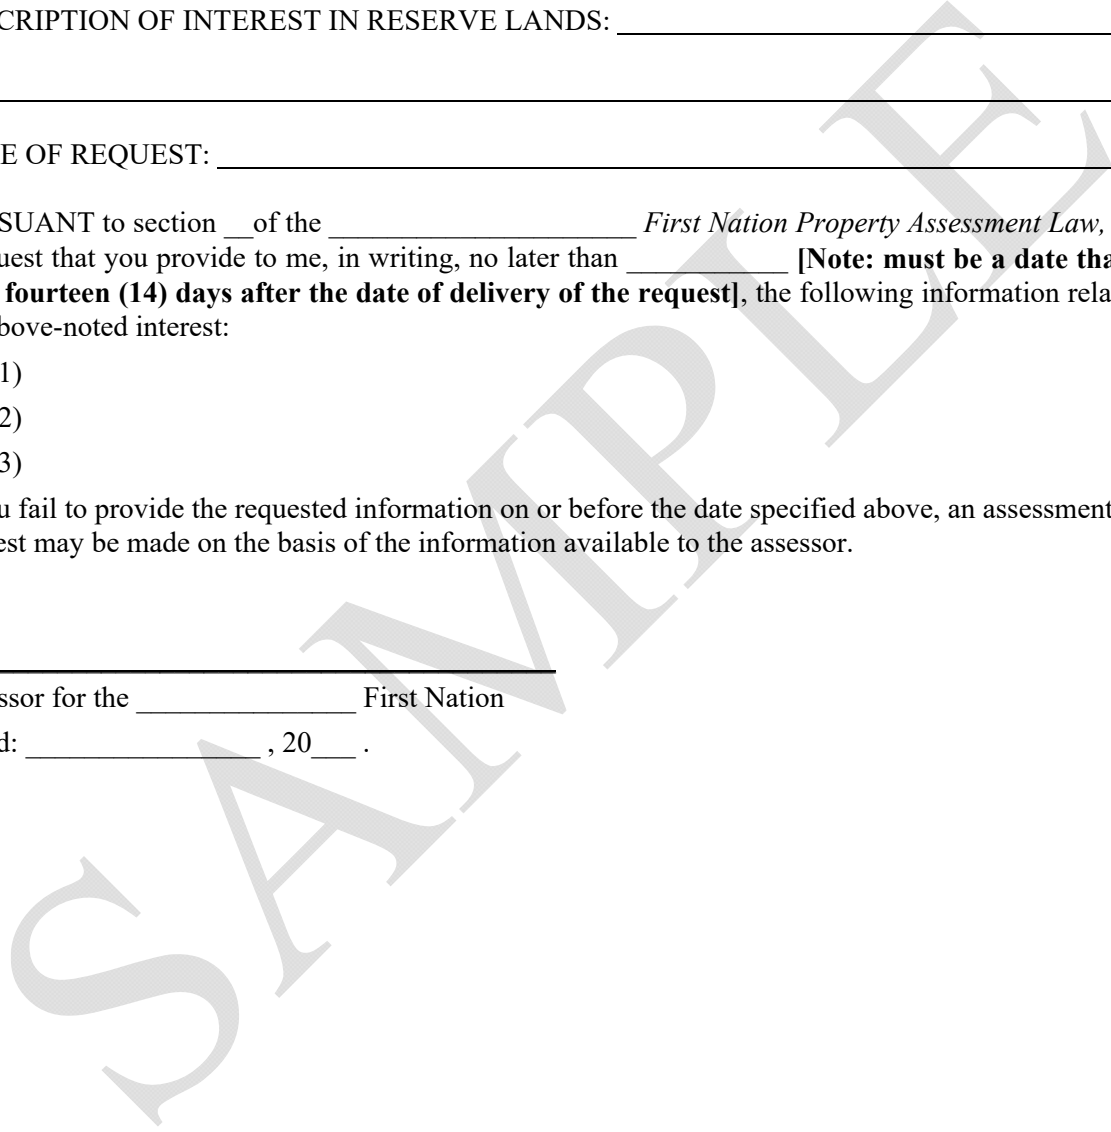 CRIPTION OF INTEREST IN RESERVE LANDS: ____________________
E OF REQUEST: ____________________
SUANT to section __of the _____________________ First Nation Property Assessment Law,
uest that you provide to me, in writing, no later than ___________ [Note: must be a date tha
fourteen (14) days after the date of delivery of the request], the following information rela
bove-noted interest:
1)
2)
3)
u fail to provide the requested information on or before the date specified above, an assessment
est may be made on the basis of the information available to the assessor.
ssor for the _______________ First Nation
d: ________________ , 20___ .
SAMPLE